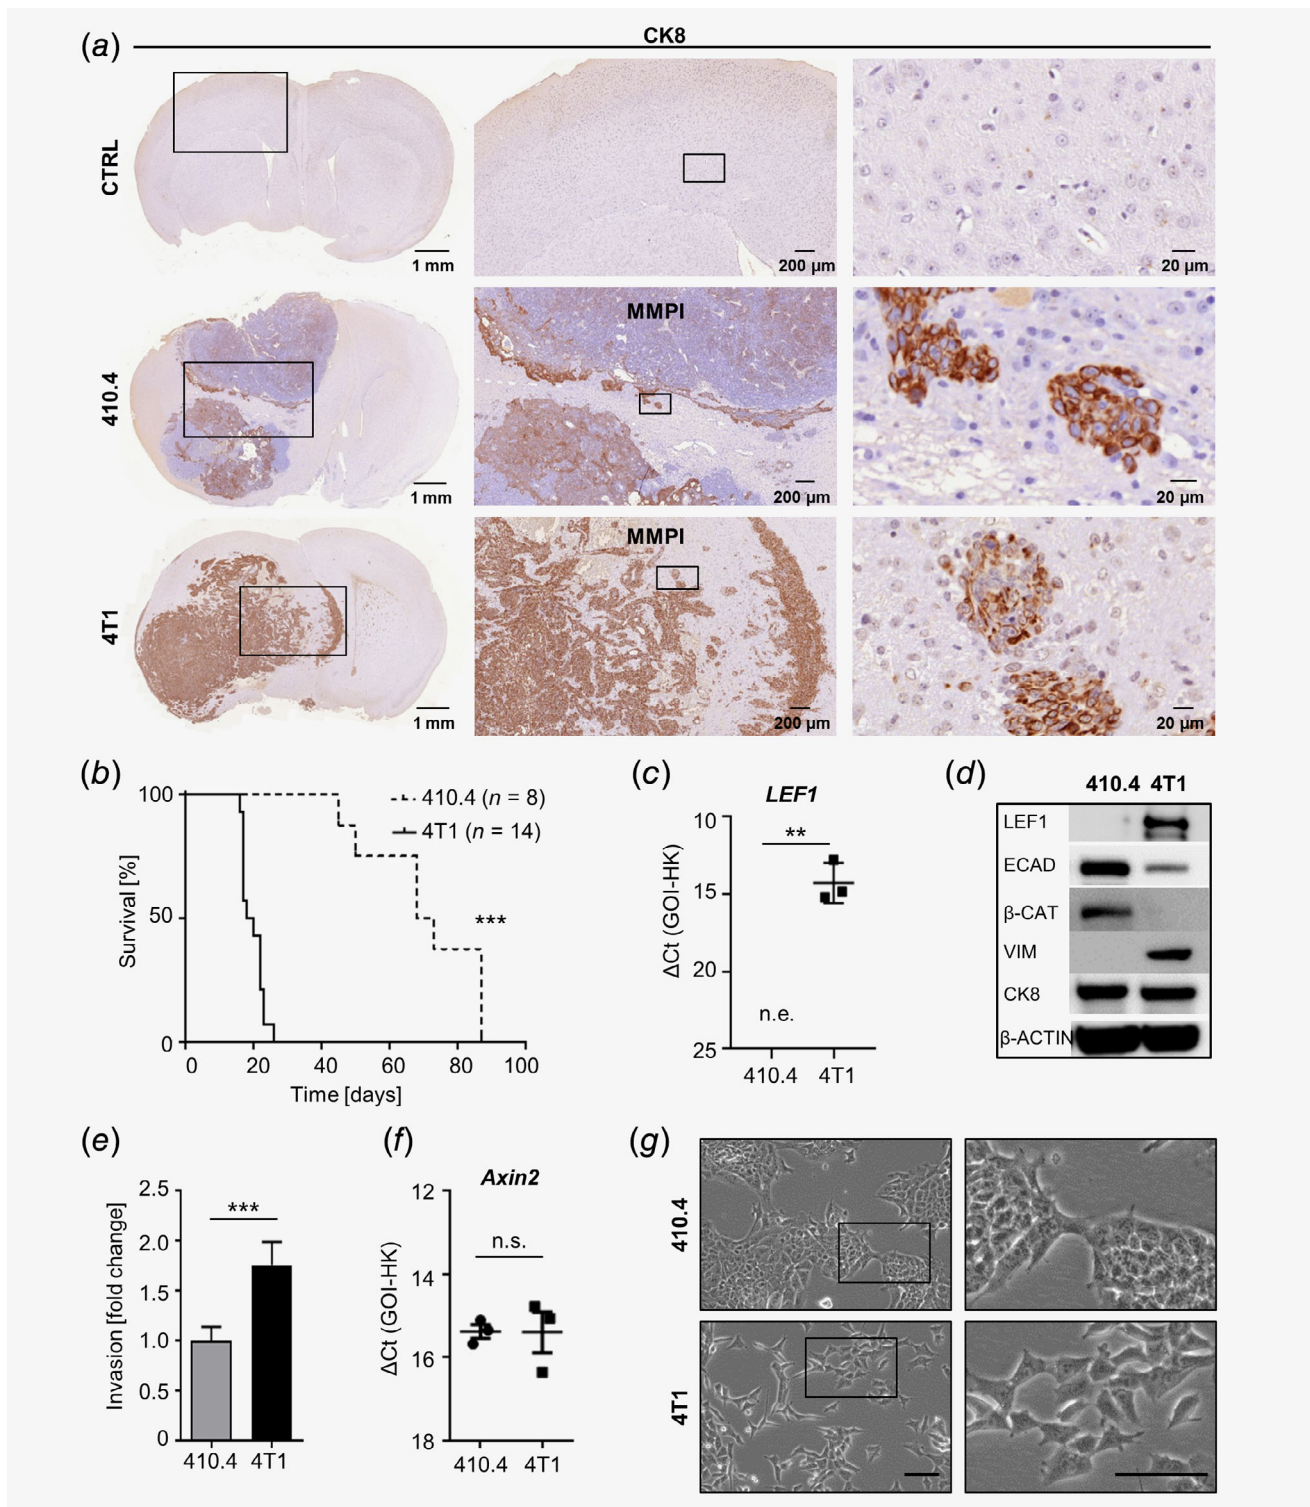 (a)
CK8
CTRL
1 mm
200 µm
20 µm
410.4
MMPI
1 mm
200 µm
20 µm
4T1
MMPI
1 mm
200 µm
20 µm
(b)
100
50
0
Survival [%]
0 20 40 60 80 100
Time [days]
410.4 (n = 8)
4T1 (n = 14)
***
(c)
LEF1
**
10
15
20
25
ΔCt (GOI-HK)
n.e.
410.4 4T1
(d)
410.4 4T1
LEF1
ECAD
β-CAT
VIM
CK8
β-ACTIN
(e)
2.5
2.0
1.5
1.0
0.5
0
Invasion [fold change]
***
410.4 4T1
(f)
Axin2
12
14
16
18
ΔCt (GOI-HK)
n.s.
410.4 4T1
(g)
410.4
4T1